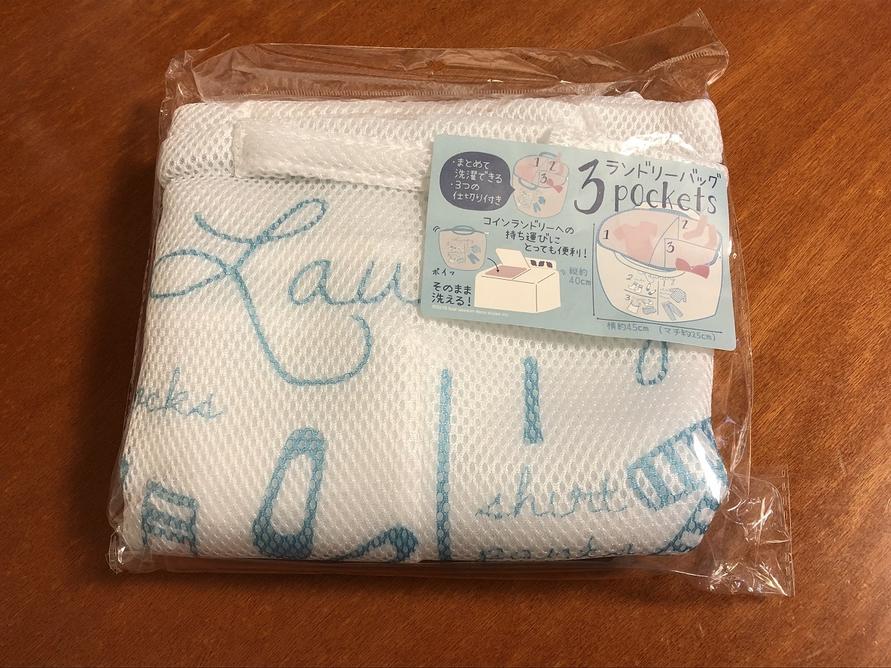 ・まとめて
洗濯できる
・3つの
仕切り付き
1 2
3
ランドリーバッグ
3 pockets
コインランドリーへの
持ち運びに
とっても便利!
ポイッ
そのまま
洗える!
1
2
3
縦約
40cm
横約45cm (マチ約25cm)
Lau
cks
shirt